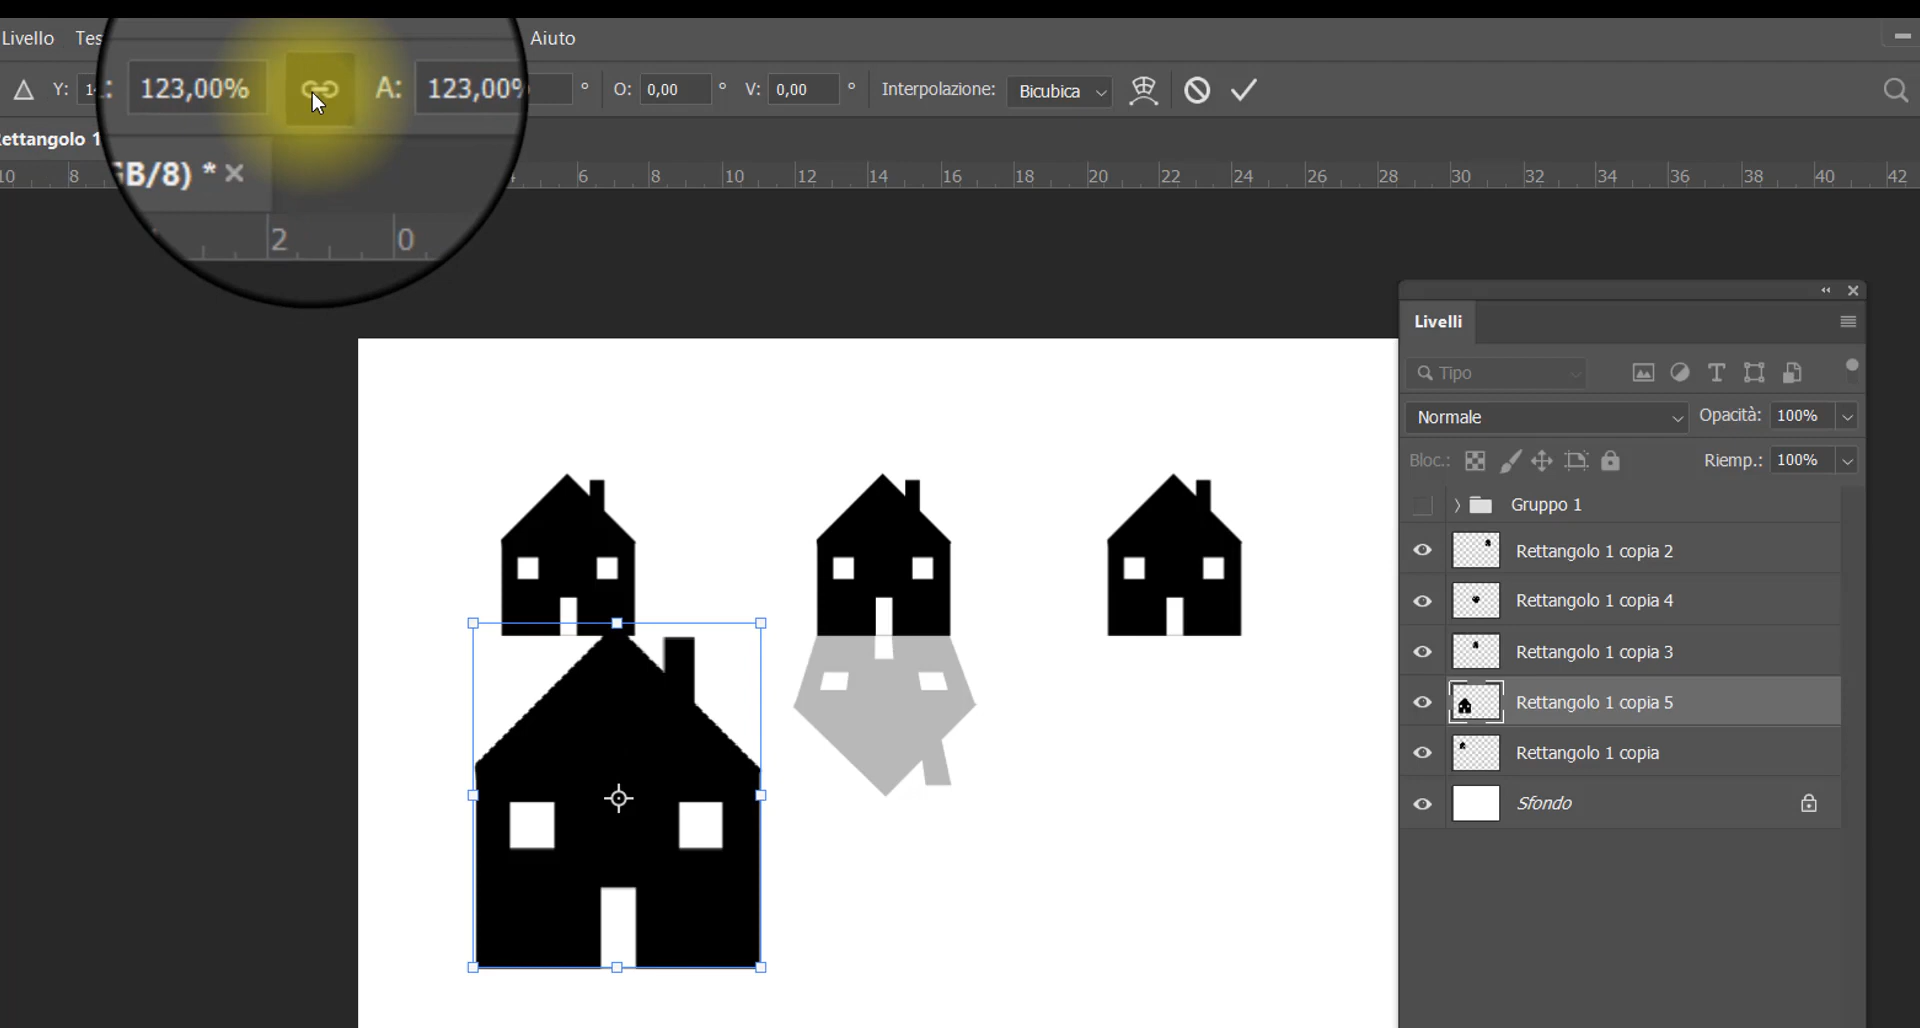 Livello Aiuto
Y: 123,00% A: 123,00% ° O: 0,00 ° V: 0,00 ° Interpolazione: Bicubica
Rettangolo 1
GB/8) * ×
10 8 6 8 10 12 14 16 18 20 22 24 26 28 30 32 34 36 38 40 42
2 0
Livelli
Tipo
Normale Opacità: 100%
Bloc.: Riemp.: 100%
Gruppo 1
Rettangolo 1 copia 2
Rettangolo 1 copia 4
Rettangolo 1 copia 3
Rettangolo 1 copia 5
Rettangolo 1 copia
Sfondo